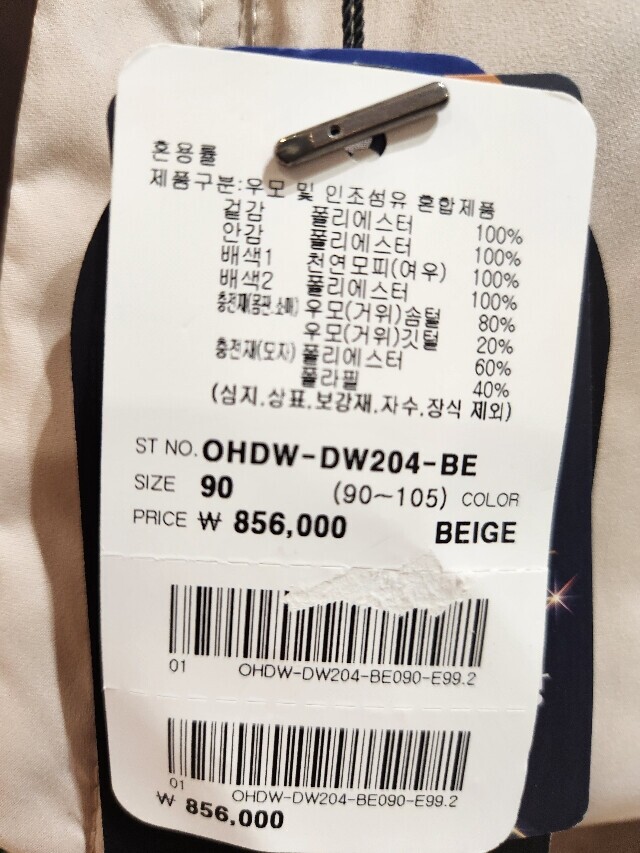 혼용률
제품구분:우모 및 인조섬유 혼합제품
겉감 폴리에스터 100%
안감 폴리에스터 100%
배색1 천연모피(여우) 100%
배색2 폴리에스터 100%
충전재(몸판.소매) 우모(거위)솜털 80%
우모(거위)깃털 20%
충전재(모자) 폴리에스터 60%
폴라필 40%
(심지.상표.보강재.자수.장식 제외)
ST NO. OHDW-DW204-BE
SIZE 90 (90~105) COLOR
PRICE ₩ 856,000 BEIGE
01 OHDW-DW204-BE090-E99.2
01 OHDW-DW204-BE090-E99.2
₩ 856,000